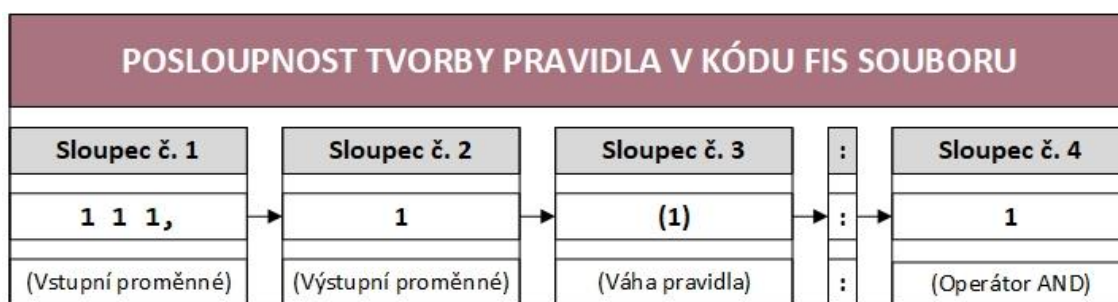 POSLOUPNOST TVORBY PRAVIDLA V KÓDU FIS SOUBORU
Sloupec č. 1 Sloupec č. 2 Sloupec č. 3 : Sloupec č. 4
1 1 1, 1 (1) : 1
(Vstupní proměnné) (Výstupní proměnné) (Váha pravidla) : (Operátor AND)